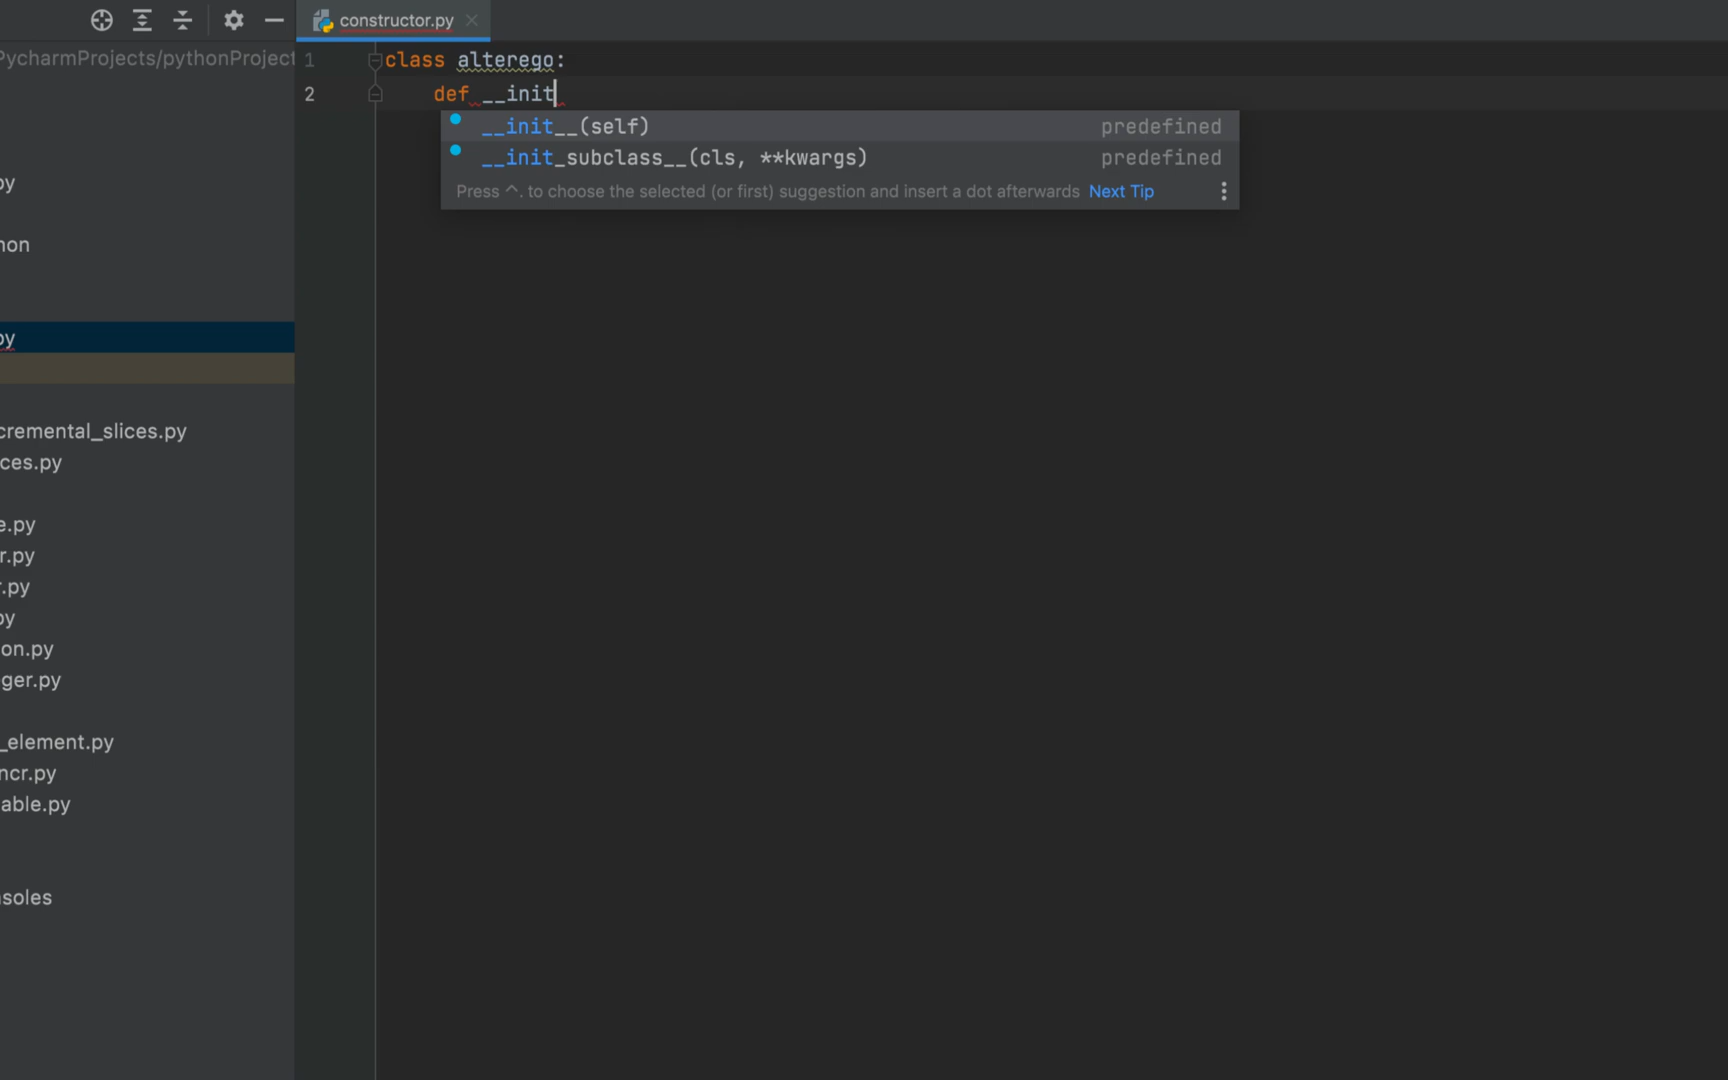 constructor.py
PycharmProjects/pythonProject
1 class alterego:
2 def __init
__init__(self) predefined
__init_subclass__(cls, **kwargs) predefined
Press ^. to choose the selected (or first) suggestion and insert a dot afterwards Next Tip
py
hon
py
cremental_slices.py
ces.py
e.py
r.py
r.py
py
on.py
ger.py
_element.py
ncr.py
able.py
nsoles